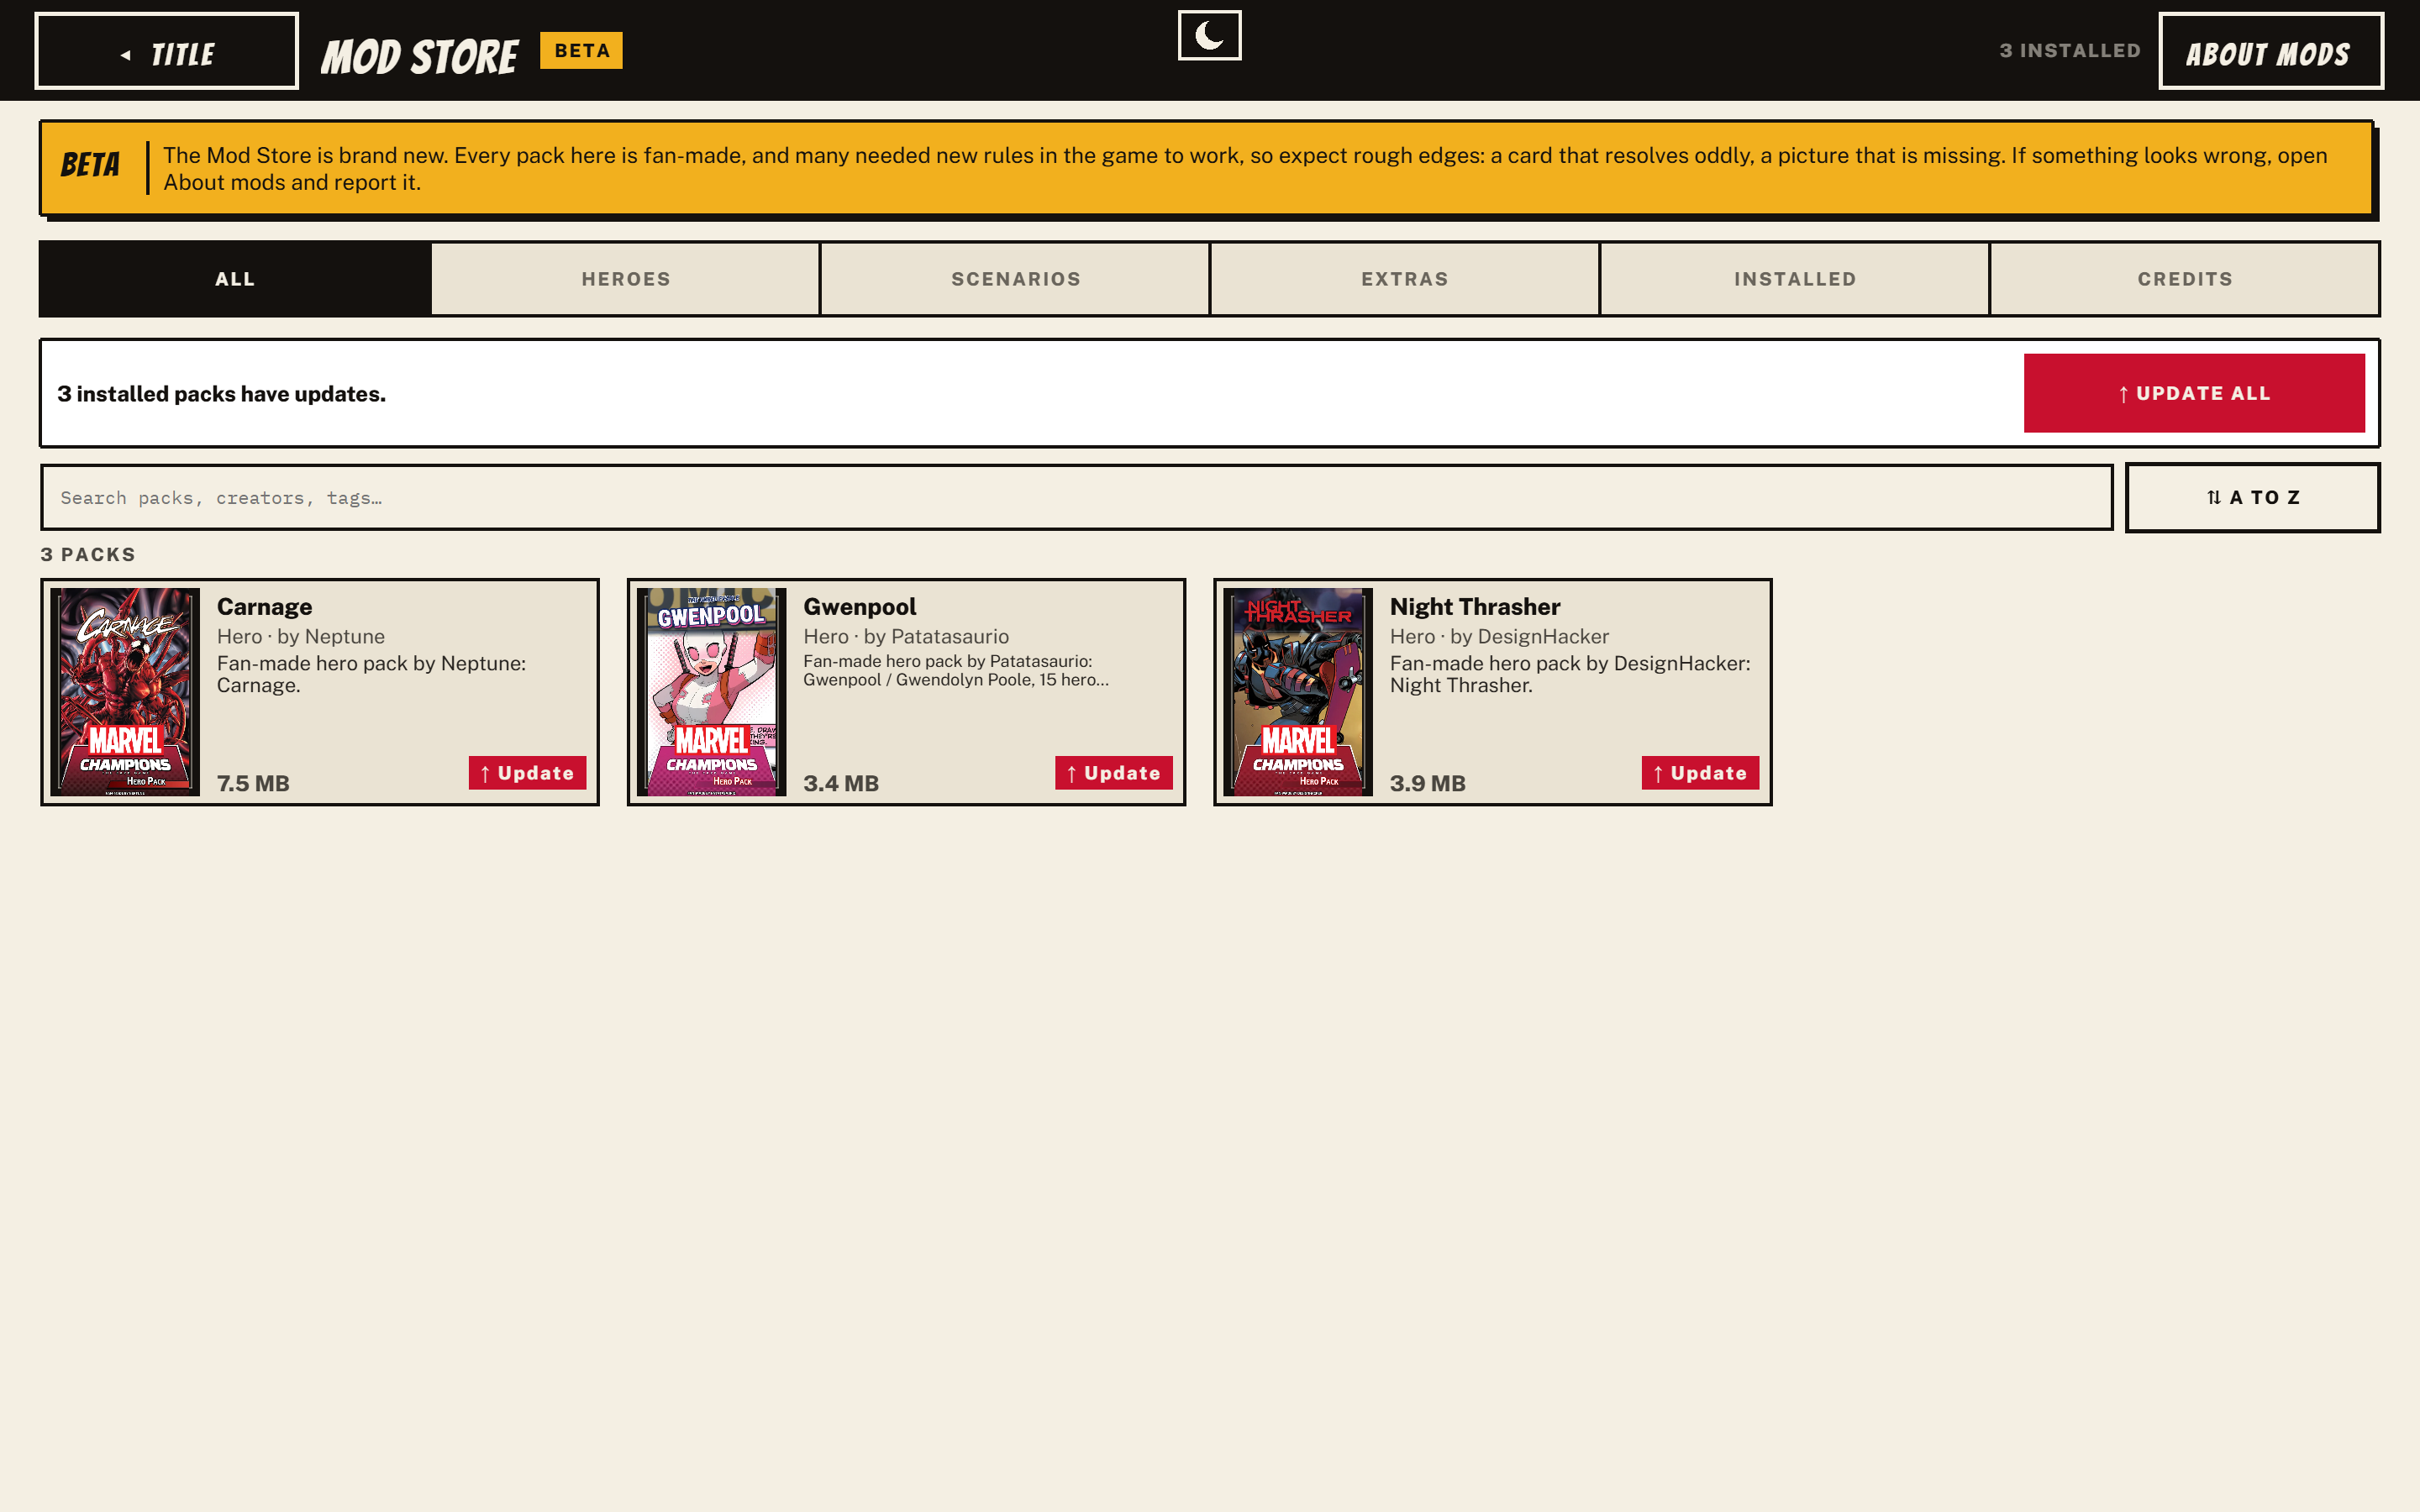 ◂ TITLE
MOD STORE
BETA
3 INSTALLED
ABOUT MODS
BETA
The Mod Store is brand new. Every pack here is fan-made, and many needed new rules in the game to work, so expect rough edges: a card that resolves oddly, a picture that is missing. If something looks wrong, open
About mods and report it.
ALL
HEROES
SCENARIOS
EXTRAS
INSTALLED
CREDITS
3 installed packs have updates.
↑ UPDATE ALL
Search packs, creators, tags…
⇅ A TO Z
3 PACKS
CARNAGE
MARVEL
CHAMPIONS
HERO PACK
Carnage
Hero · by Neptune
Fan-made hero pack by Neptune:
Carnage.
7.5 MB
↑ Update
GWENPOOL
MARVEL
CHAMPIONS
HERO PACK
Gwenpool
Hero · by Patatasaurio
Fan-made hero pack by Patatasaurio:
Gwenpool / Gwendolyn Poole, 15 hero…
3.4 MB
↑ Update
NIGHT
THRASHER
MARVEL
CHAMPIONS
HERO PACK
Night Thrasher
Hero · by DesignHacker
Fan-made hero pack by DesignHacker:
Night Thrasher.
3.9 MB
↑ Update